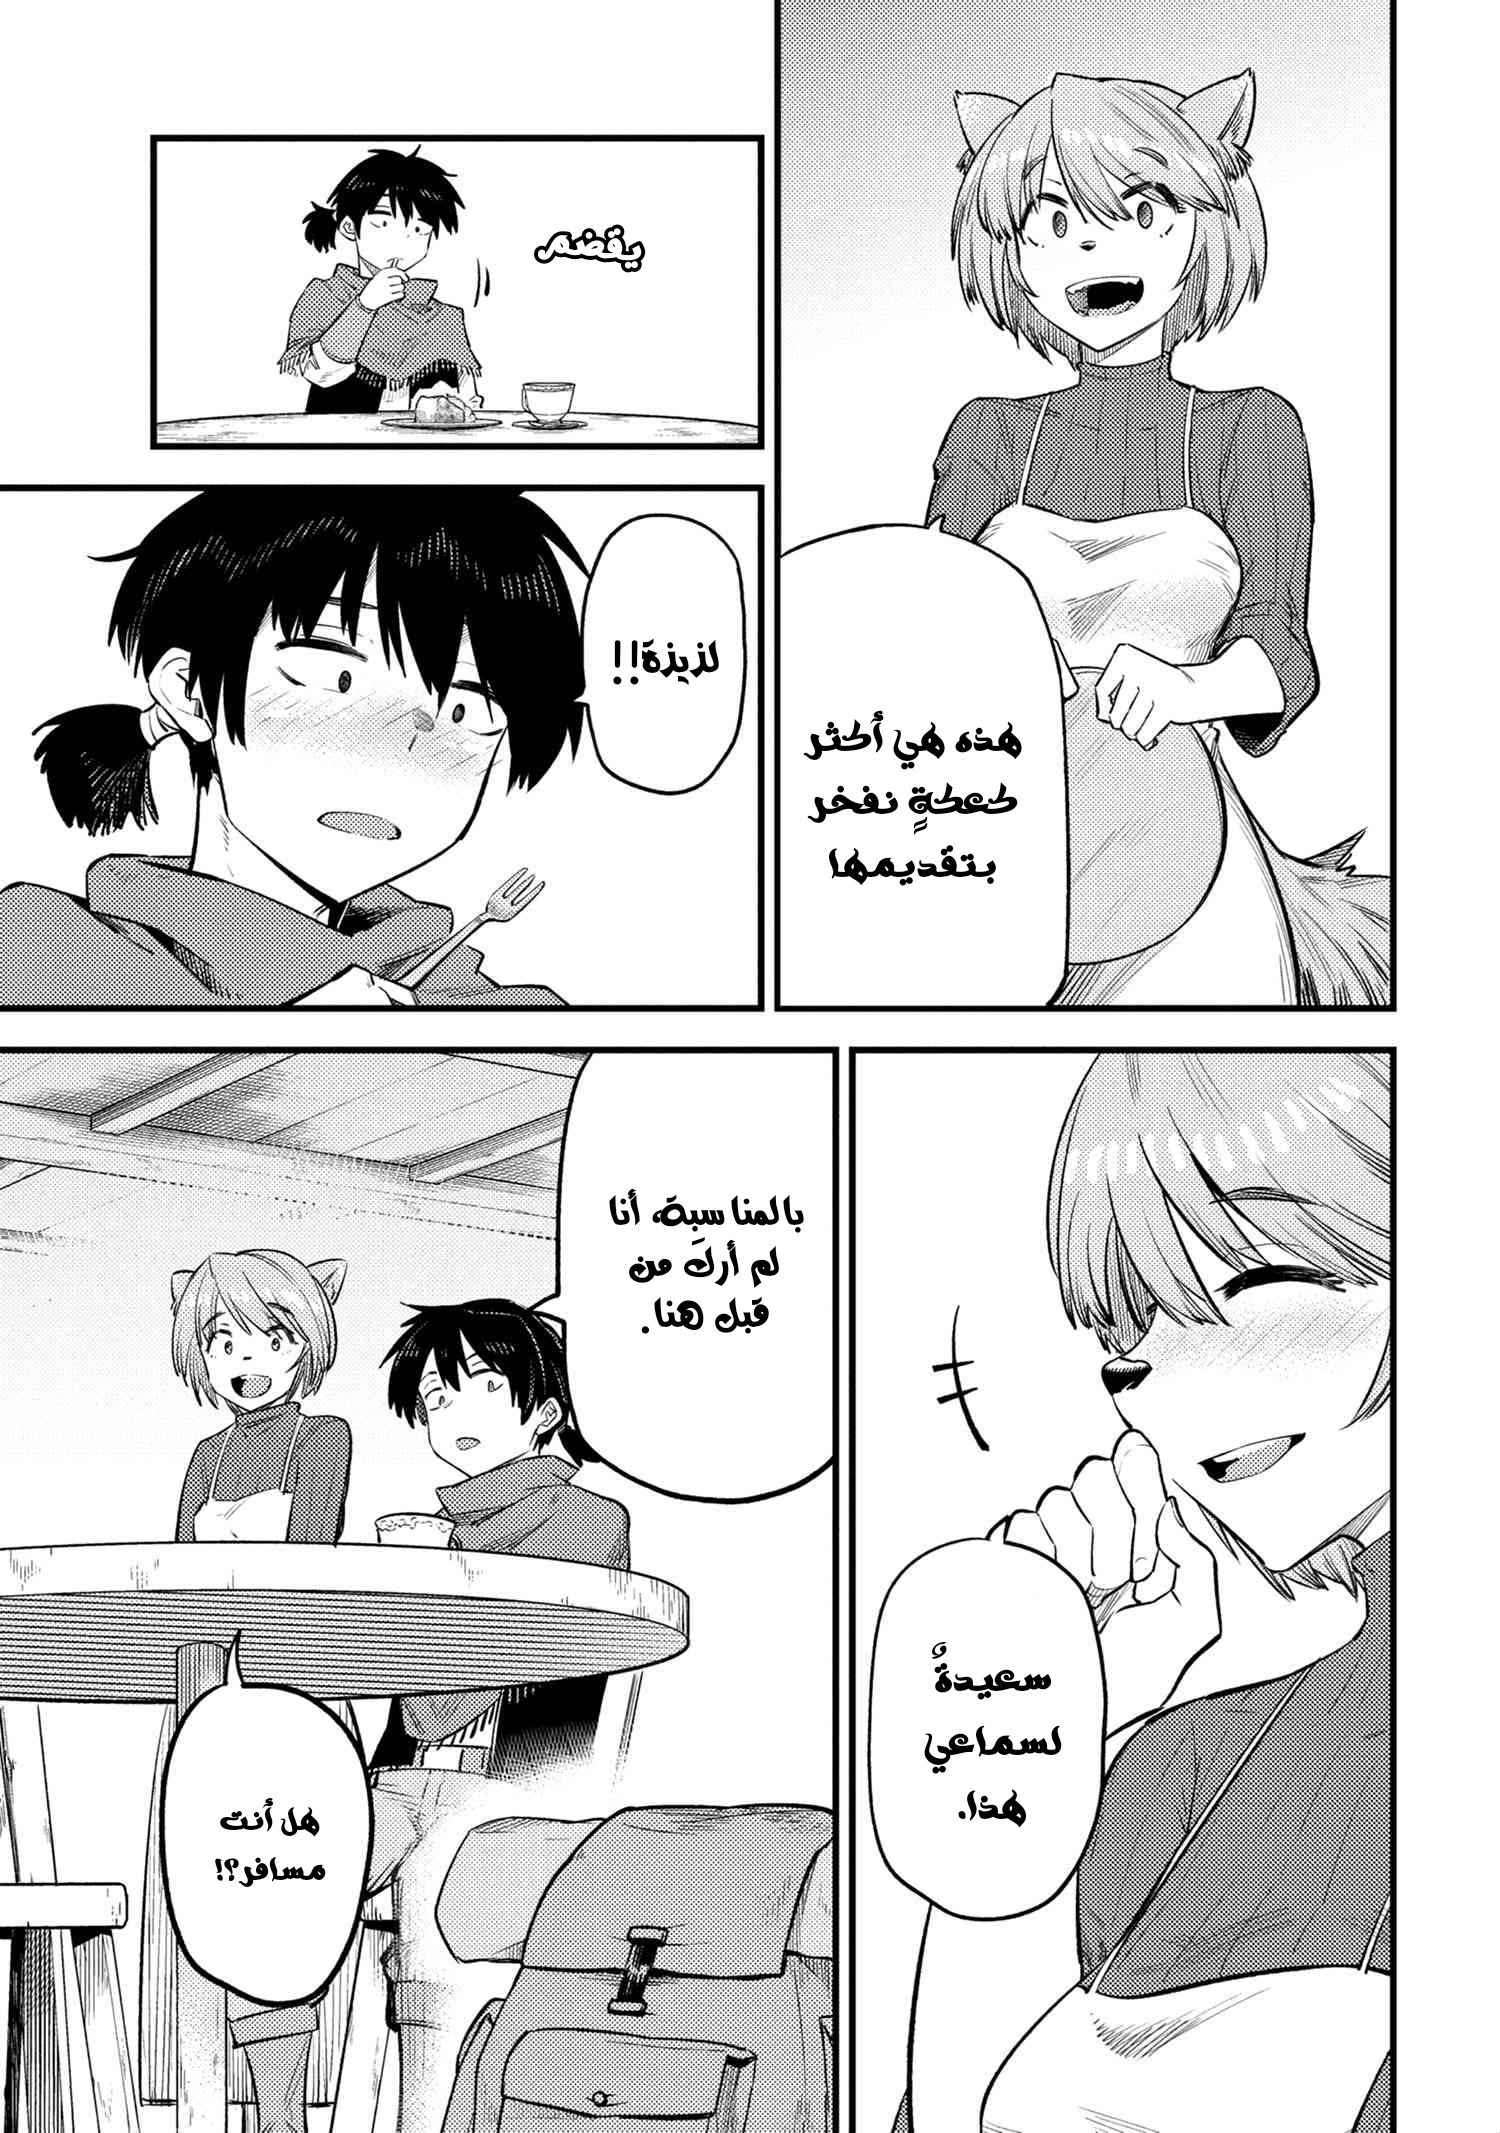 هذه هي أكثر
كعكةٍ نفخر
بتقديمها
يقضم
لزيزة!!
سعيدةٌ
لسماعي
هذا.
بالمناسبة، أنا
لم أركَ من
قبل هنا.
هل أنت
مسافر؟!